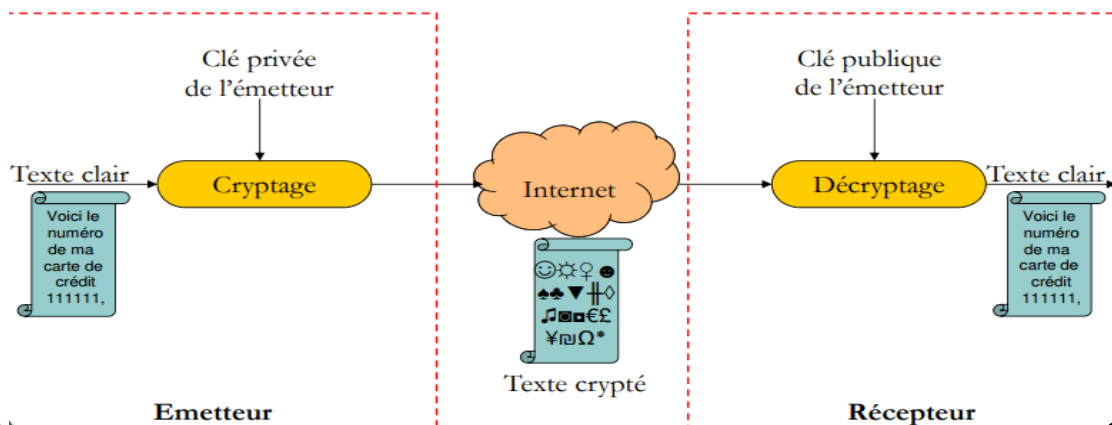 Clé privée
de l'émetteur
Clé publique
de l'émetteur
Texte clair
Cryptage
Internet
Décryptage
Texte clair
Voici le
numéro
de ma
carte de
crédit
111111,
☺☼♀☻
♠♣▼╫◊
♫◙◘€£
¥₪Ω*
Voici le
numéro
de ma
carte de
crédit
111111,
Texte crypté
Emetteur
Récepteur